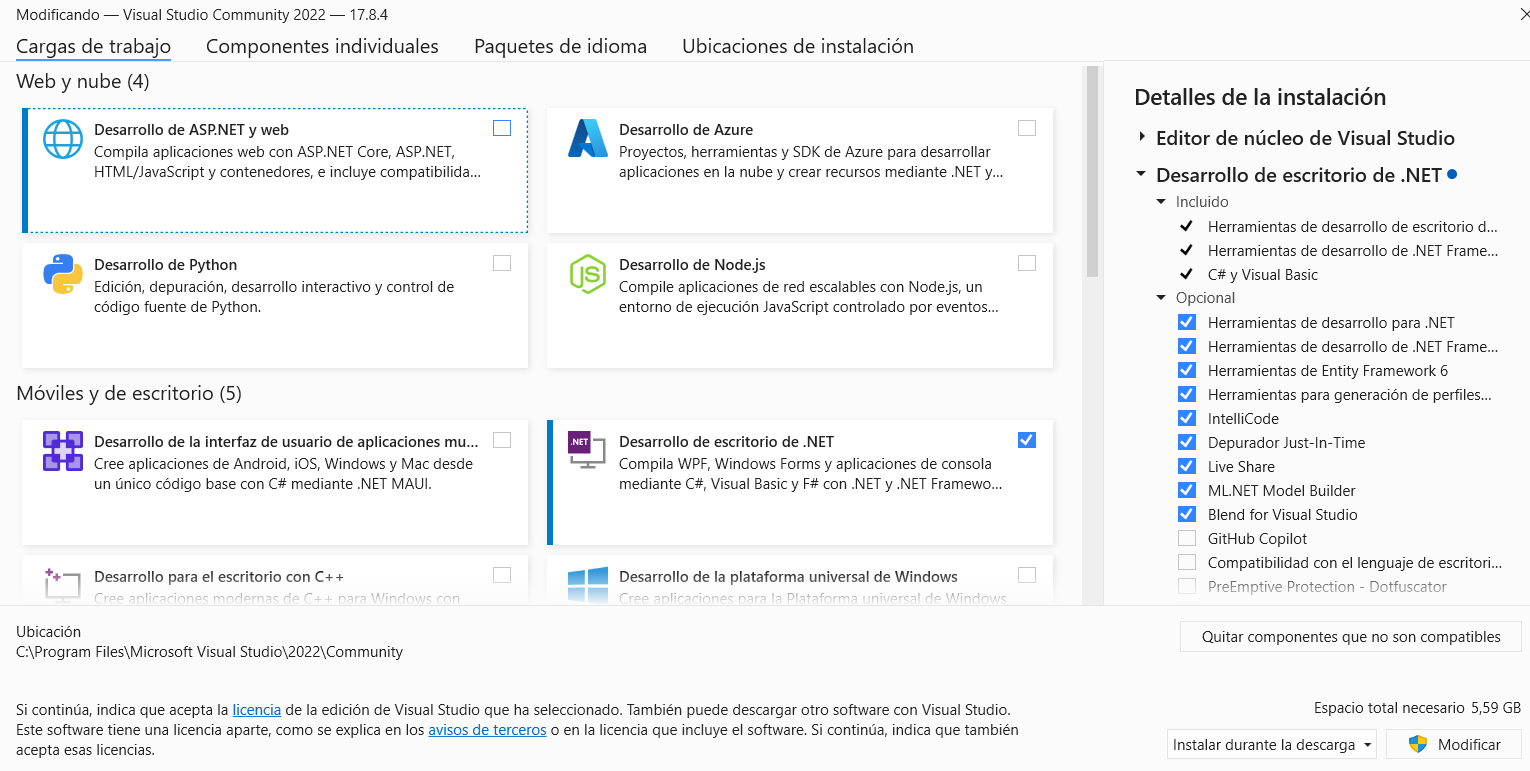 Modificando — Visual Studio Community 2022 — 17.8.4
Cargas de trabajo
Componentes individuales
Paquetes de idioma
Ubicaciones de instalación
Web y nube (4)
Desarrollo de ASP.NET y web
Compila aplicaciones web con ASP.NET Core, ASP.NET,
HTML/JavaScript y contenedores, e incluye compatibilida...
Desarrollo de Azure
Proyectos, herramientas y SDK de Azure para desarrollar
aplicaciones en la nube y crear recursos mediante .NET y...
Desarrollo de Python
Edición, depuración, desarrollo interactivo y control de
código fuente de Python.
JS
Desarrollo de Node.js
Compile aplicaciones de red escalables con Node.js, un
entorno de ejecución JavaScript controlado por eventos...
Móviles y de escritorio (5)
Desarrollo de la interfaz de usuario de aplicaciones mu...
Cree aplicaciones de Android, iOS, Windows y Mac desde
un único código base con C# mediante .NET MAUI.
.NET
Desarrollo de escritorio de .NET
Compila WPF, Windows Forms y aplicaciones de consola
mediante C#, Visual Basic y F# con .NET y .NET Framewo...
Desarrollo para el escritorio con C++
Cree aplicaciones modernas de C++ para Windows con
Desarrollo de la plataforma universal de Windows
Cree aplicaciones para la Plataforma universal de Windows
Detalles de la instalación
Editor de núcleo de Visual Studio
Desarrollo de escritorio de .NET
Incluido
Herramientas de desarrollo de escritorio d...
Herramientas de desarrollo de .NET Frame...
C# y Visual Basic
Opcional
Herramientas de desarrollo para .NET
Herramientas de desarrollo de .NET Frame...
Herramientas de Entity Framework 6
Herramientas para generación de perfiles...
IntelliCode
Depurador Just-In-Time
Live Share
ML.NET Model Builder
Blend for Visual Studio
GitHub Copilot
Compatibilidad con el lenguaje de escritori...
PreEmptive Protection - Dotfuscator
Ubicación
C:\Program Files\Microsoft Visual Studio\2022\Community
Quitar componentes que no son compatibles
Si continúa, indica que acepta la licencia de la edición de Visual Studio que ha seleccionado. También puede descargar otro software con Visual Studio.
Este software tiene una licencia aparte, como se explica en los avisos de terceros o en la licencia que incluye el software. Si continúa, indica que también
acepta esas licencias.
Espacio total necesario 5,59 GB
Instalar durante la descarga
Modificar